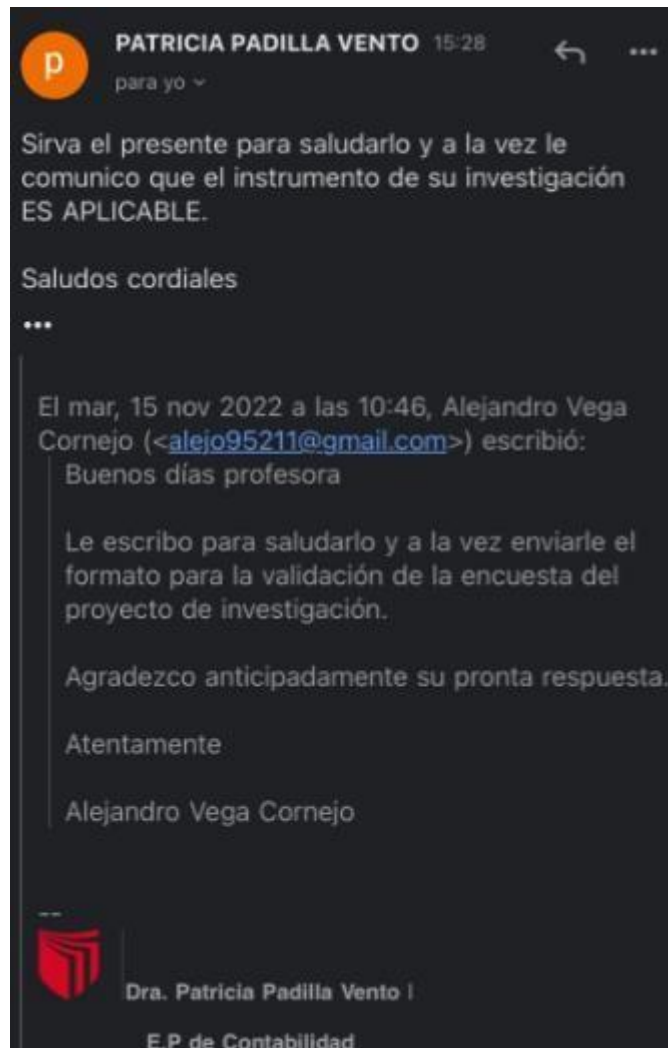 p
PATRICIA PADILLA VENTO 15:28
para yo
Sirva el presente para saludarlo y a la vez le
comunico que el instrumento de su investigación
ES APLICABLE.
Saludos cordiales
El mar, 15 nov 2022 a las 10:46, Alejandro Vega
Cornejo (<alejo95211@gmail.com>) escribió:
Buenos días profesora
Le escribo para saludarlo y a la vez enviarle el
formato para la validación de la encuesta del
proyecto de investigación.
Agradezco anticipadamente su pronta respuesta.
Atentamente
Alejandro Vega Cornejo
--
Dra. Patricia Padilla Vento |
E.P de Contabilidad